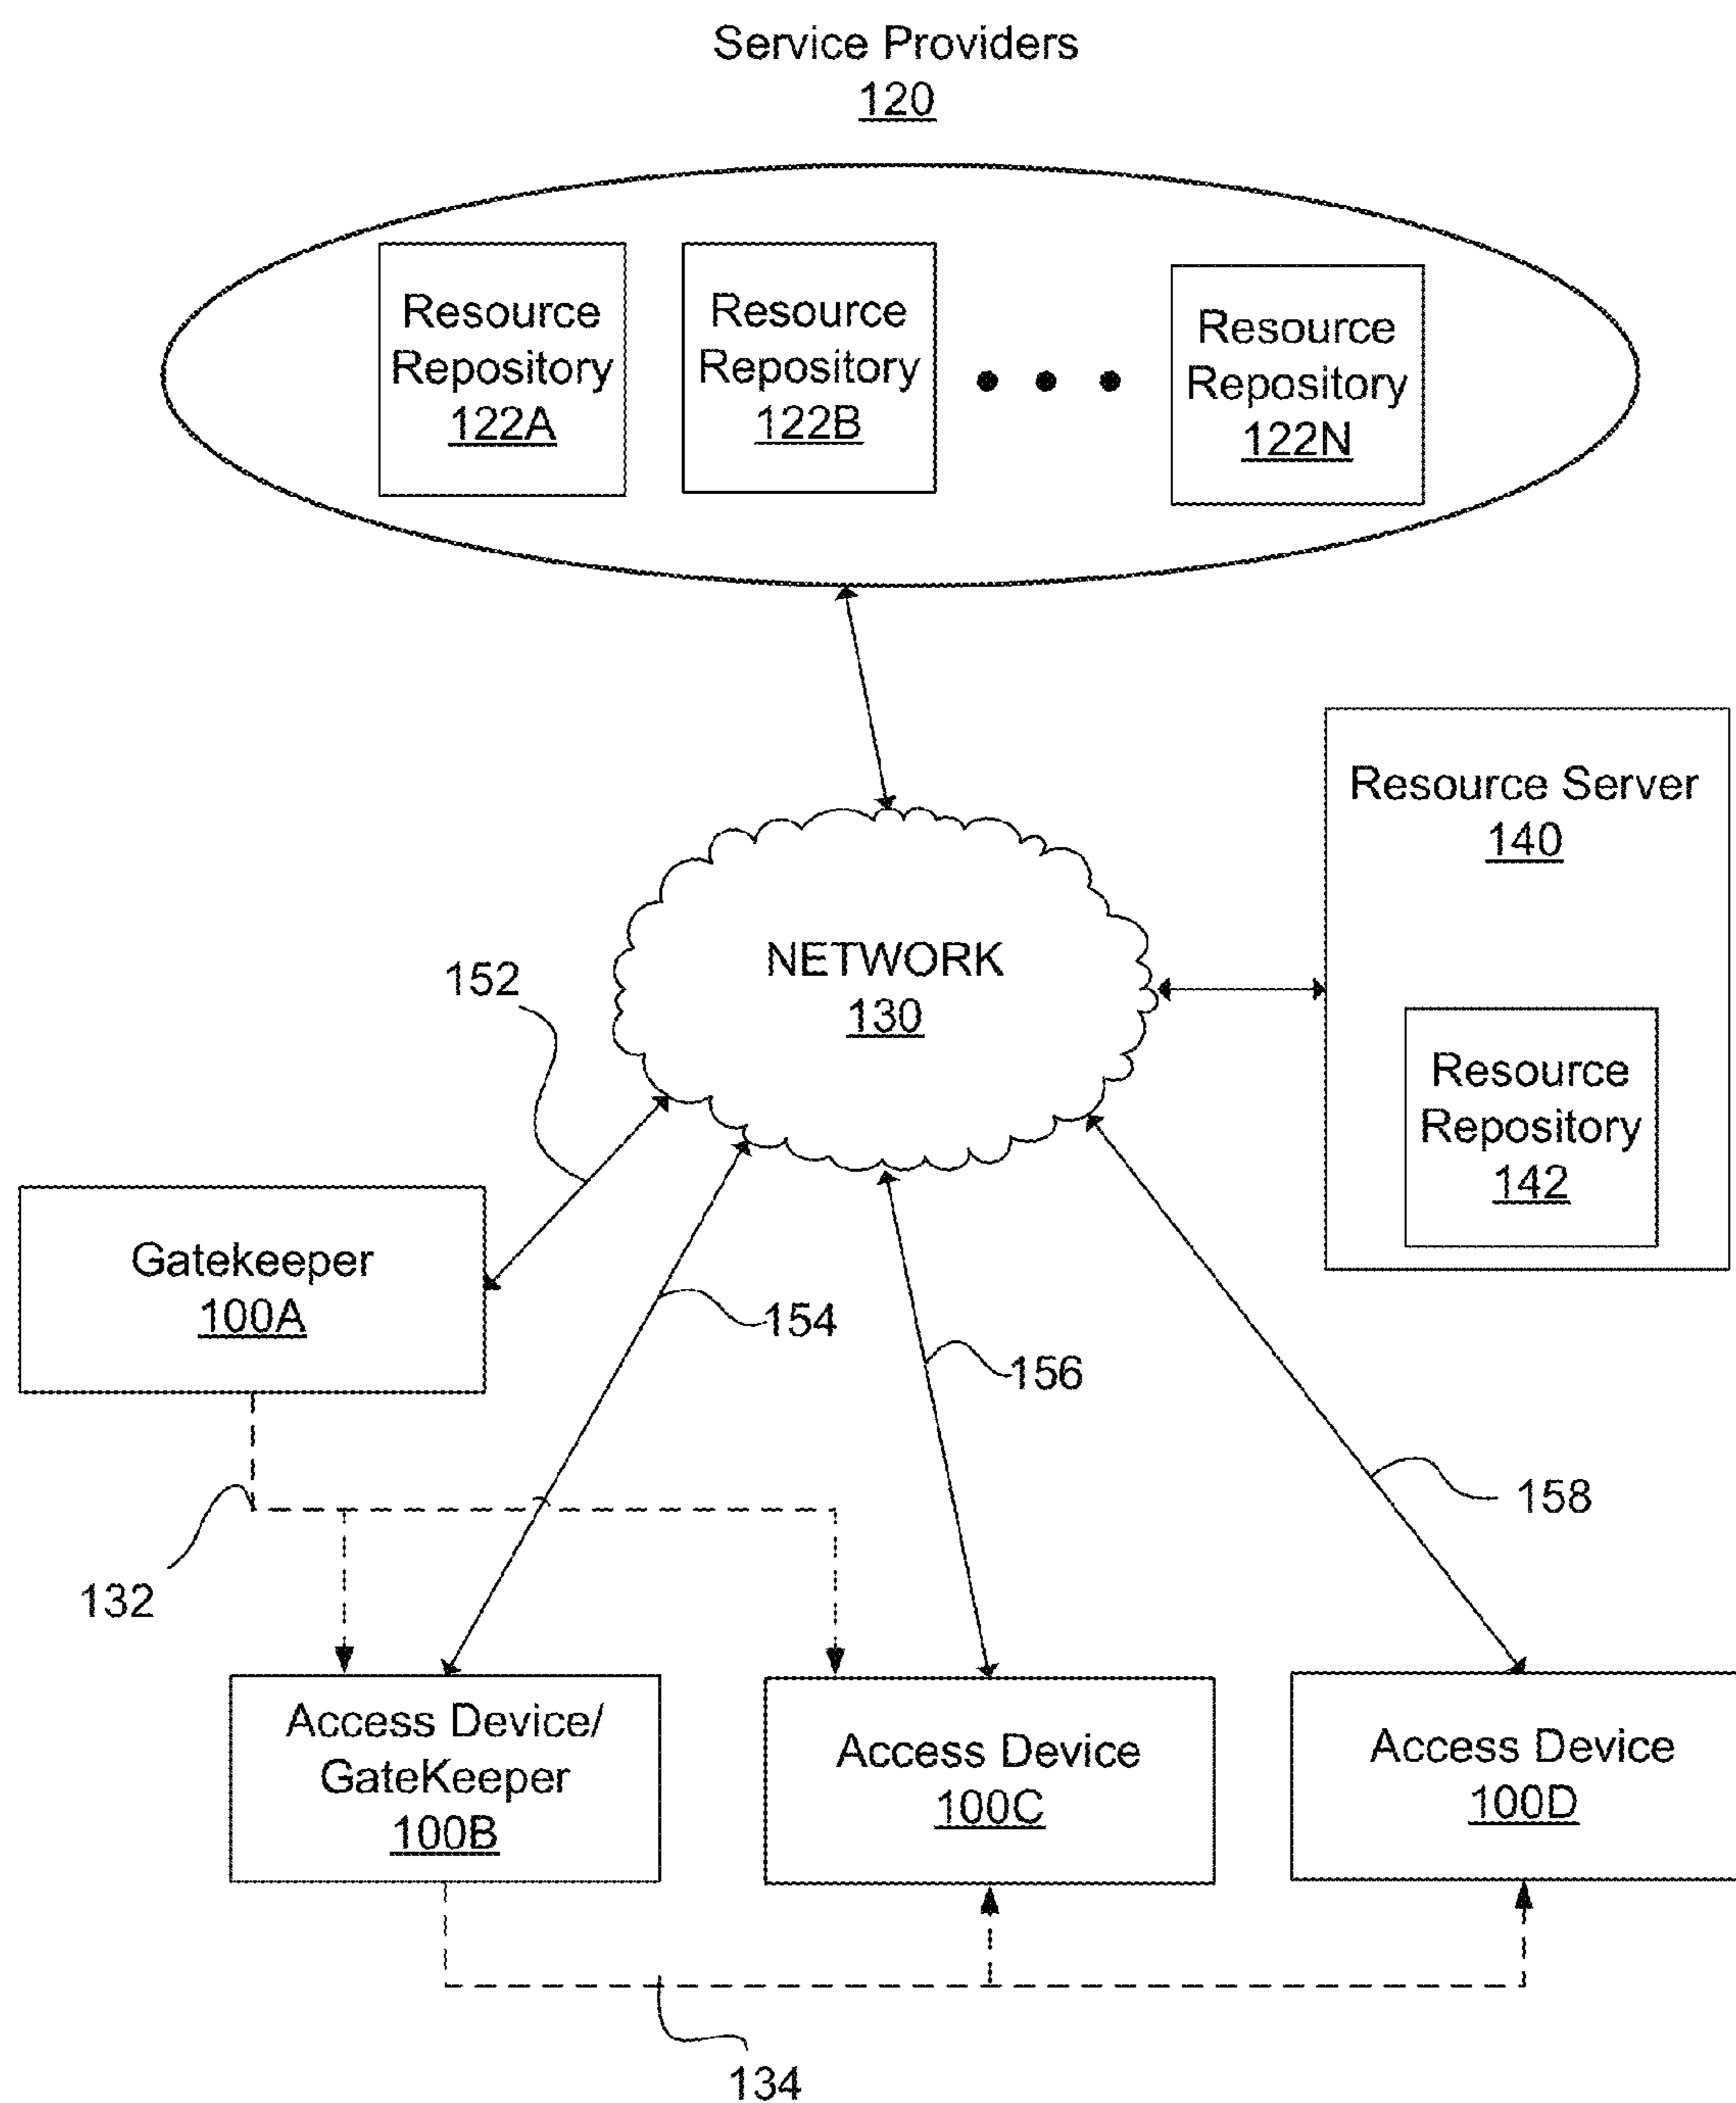 Service Providers
120
Resource
Repository
122A
Resource
Repository
122B
Resource
Repository
122N
Resource Server
140
NETWORK
130
152
Resource
Repository
142
Gatekeeper
100A
154
156
158
132
Access Device/
GateKeeper
100B
Access Device
100C
Access Device
100D
134